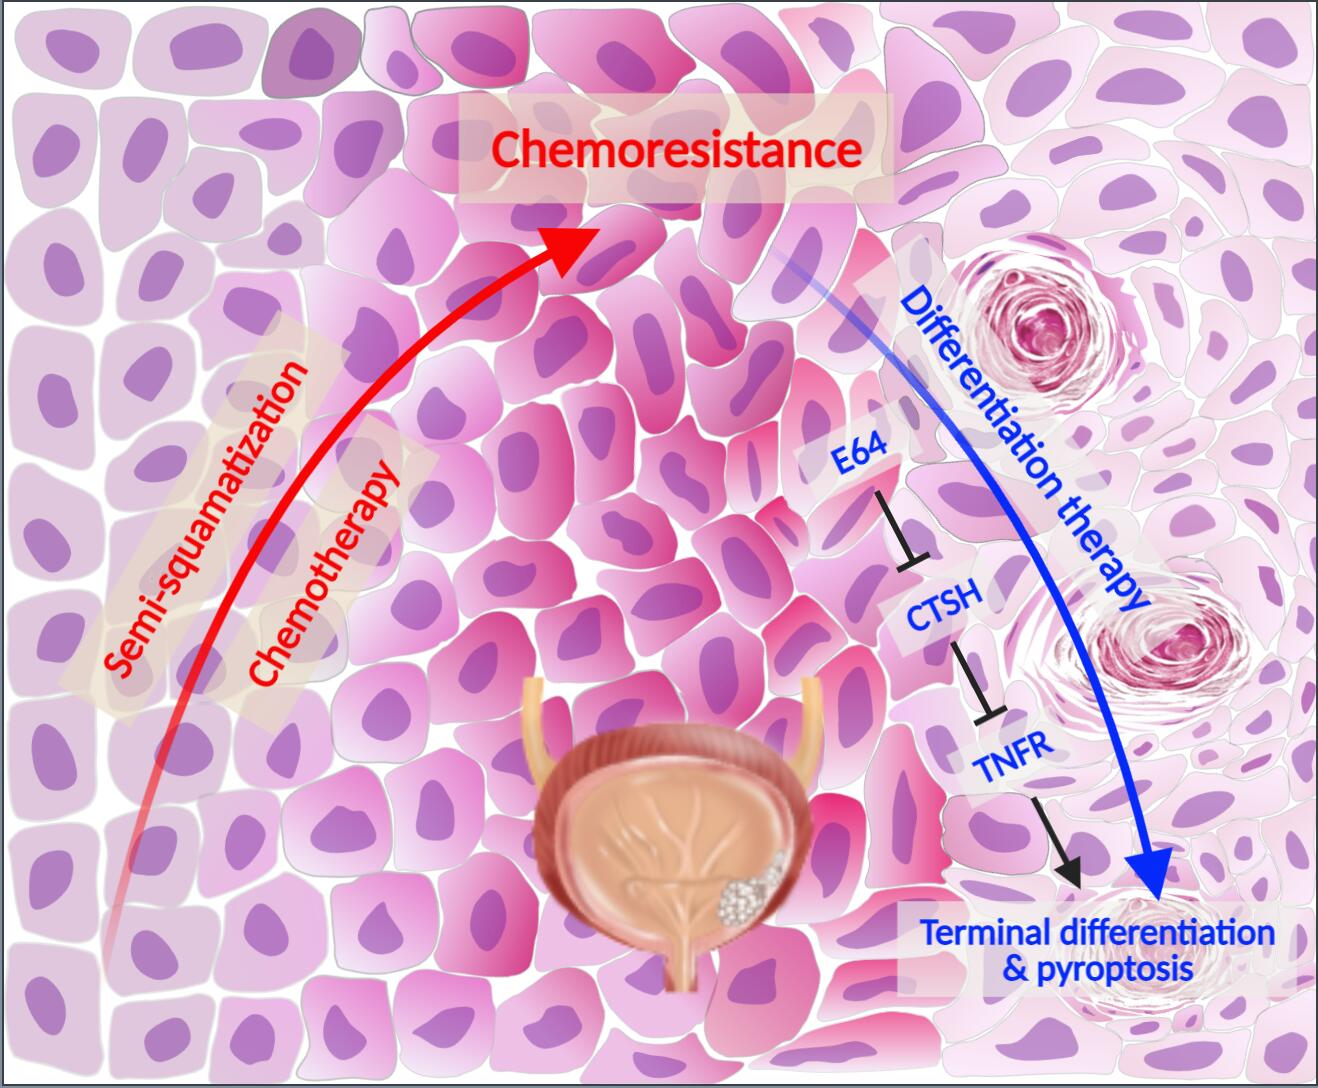 Chemoresistance
Semi-squamatization
Chemotherapy
Differentiation therapy
E64
CTSH
TNFR
Terminal differentiation
& pyroptosis